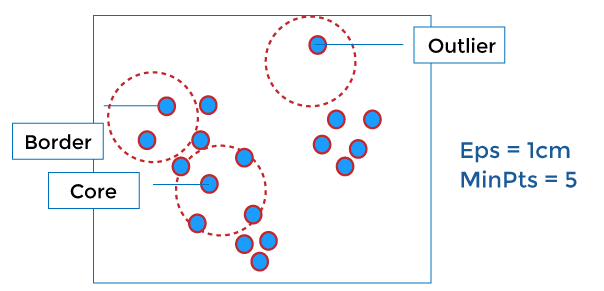 Outlier
Border
Core
Eps = 1cm
MinPts = 5